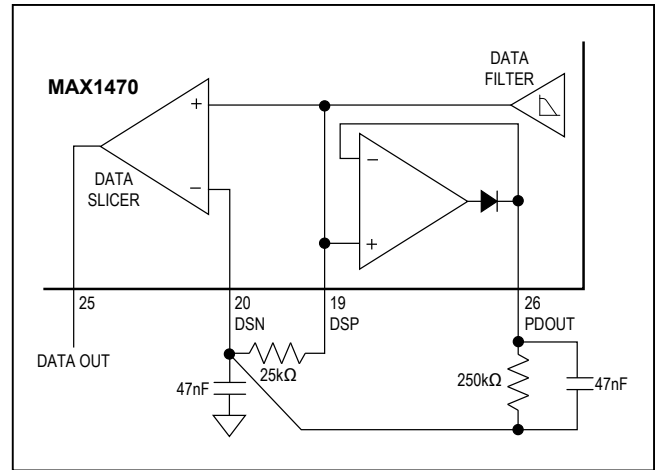 MAX1470
DATA
FILTER
+
−
DATA
SLICER
−
+
25
20
DSN
19
DSP
26
PDOUT
DATA OUT
25kΩ
47nF
250kΩ
47nF